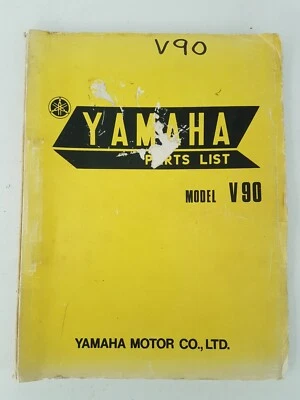 V90
YAMAHA
PARTS LIST
MODEL V90
YAMAHA MOTOR CO.,LTD.